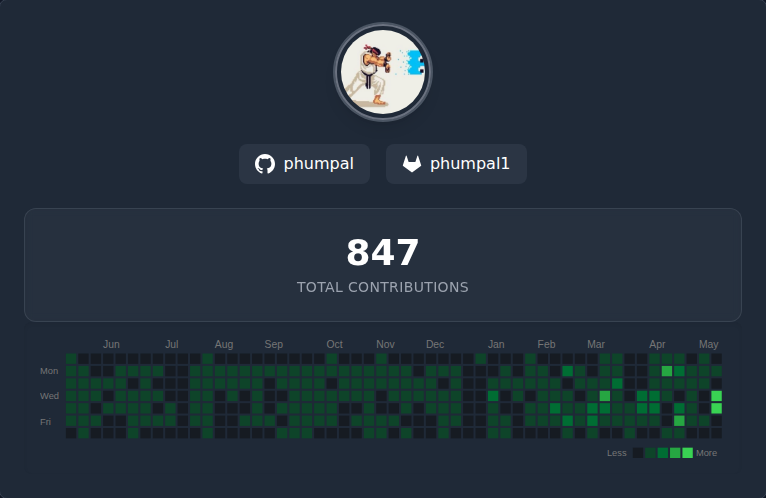 phumpal phumpal1
847
TOTAL CONTRIBUTIONS
Jun Jul Aug Sep Oct Nov Dec Jan Feb Mar Apr May
Mon
Wed
Fri
Less More